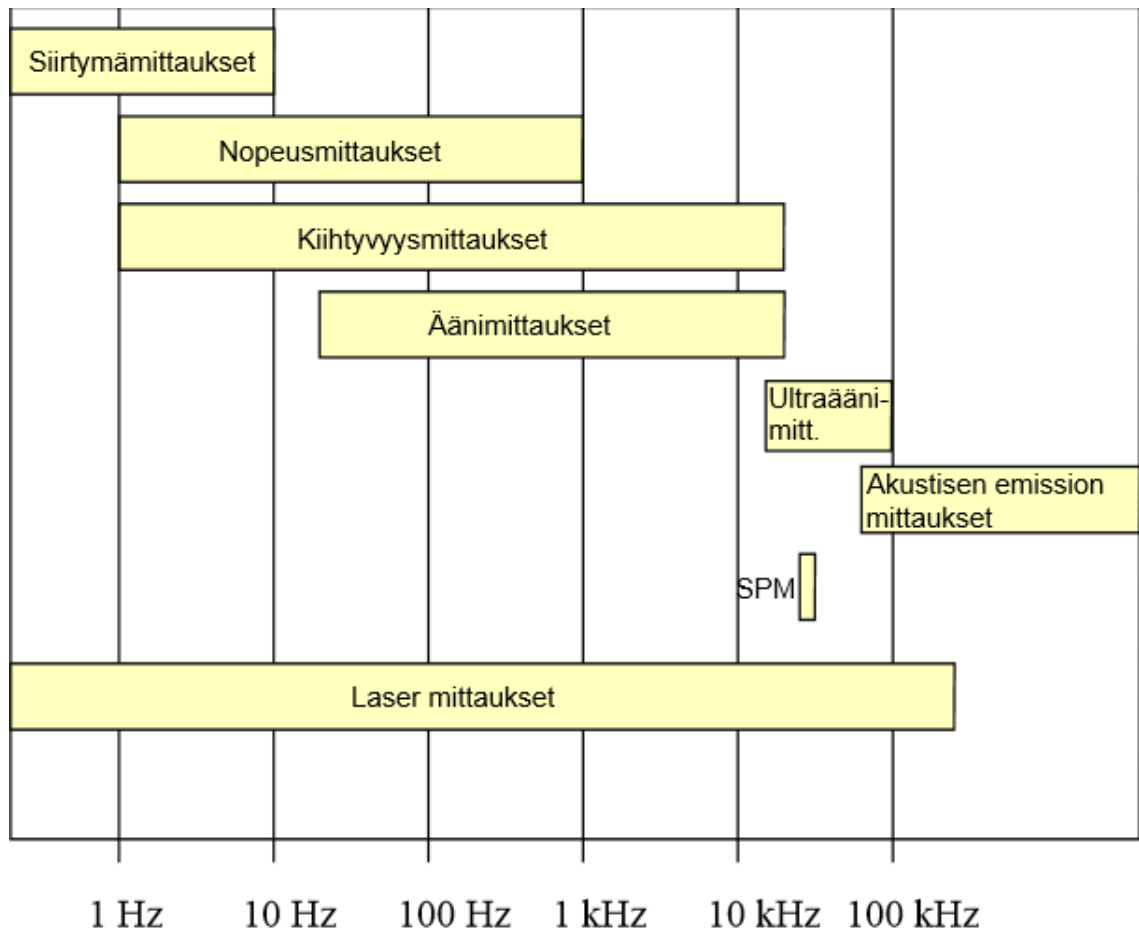 Siirtymämittaukset
Nopeusmittaukset
Kiihtyvyysmittaukset
Äänimittaukset
Ultraääni-
mitt.
Akustisen emission
mittaukset
SPM
Laser mittaukset
1 Hz 10 Hz 100 Hz 1 kHz 10 kHz 100 kHz